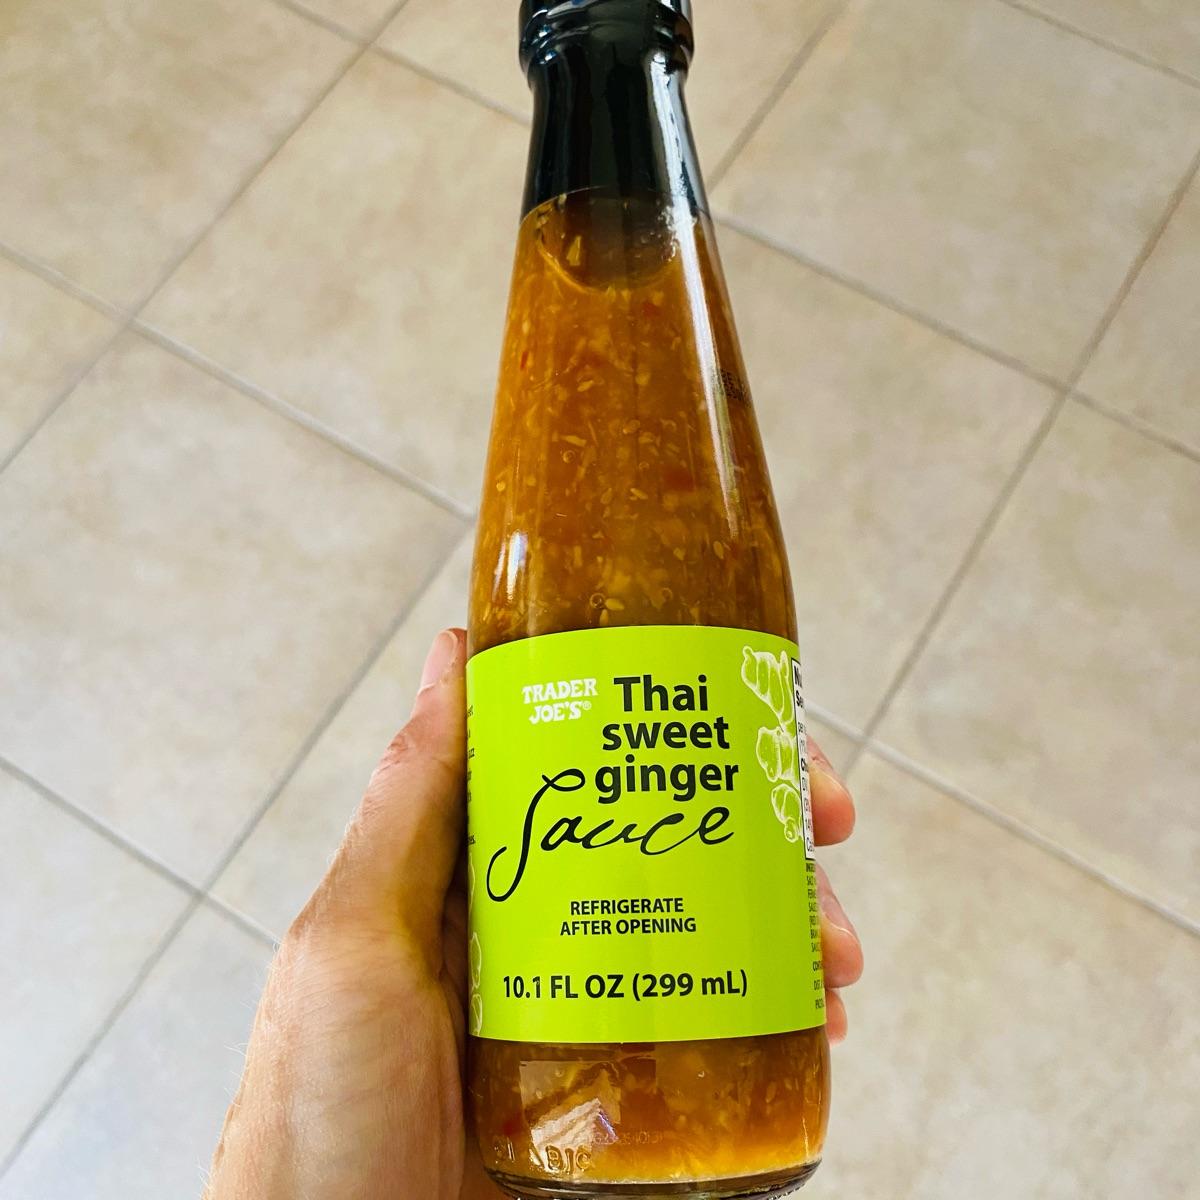 TRADER
JOE'S®
Thai
sweet
ginger
Sauce
REFRIGERATE
AFTER OPENING
10.1 FL OZ (299 mL)